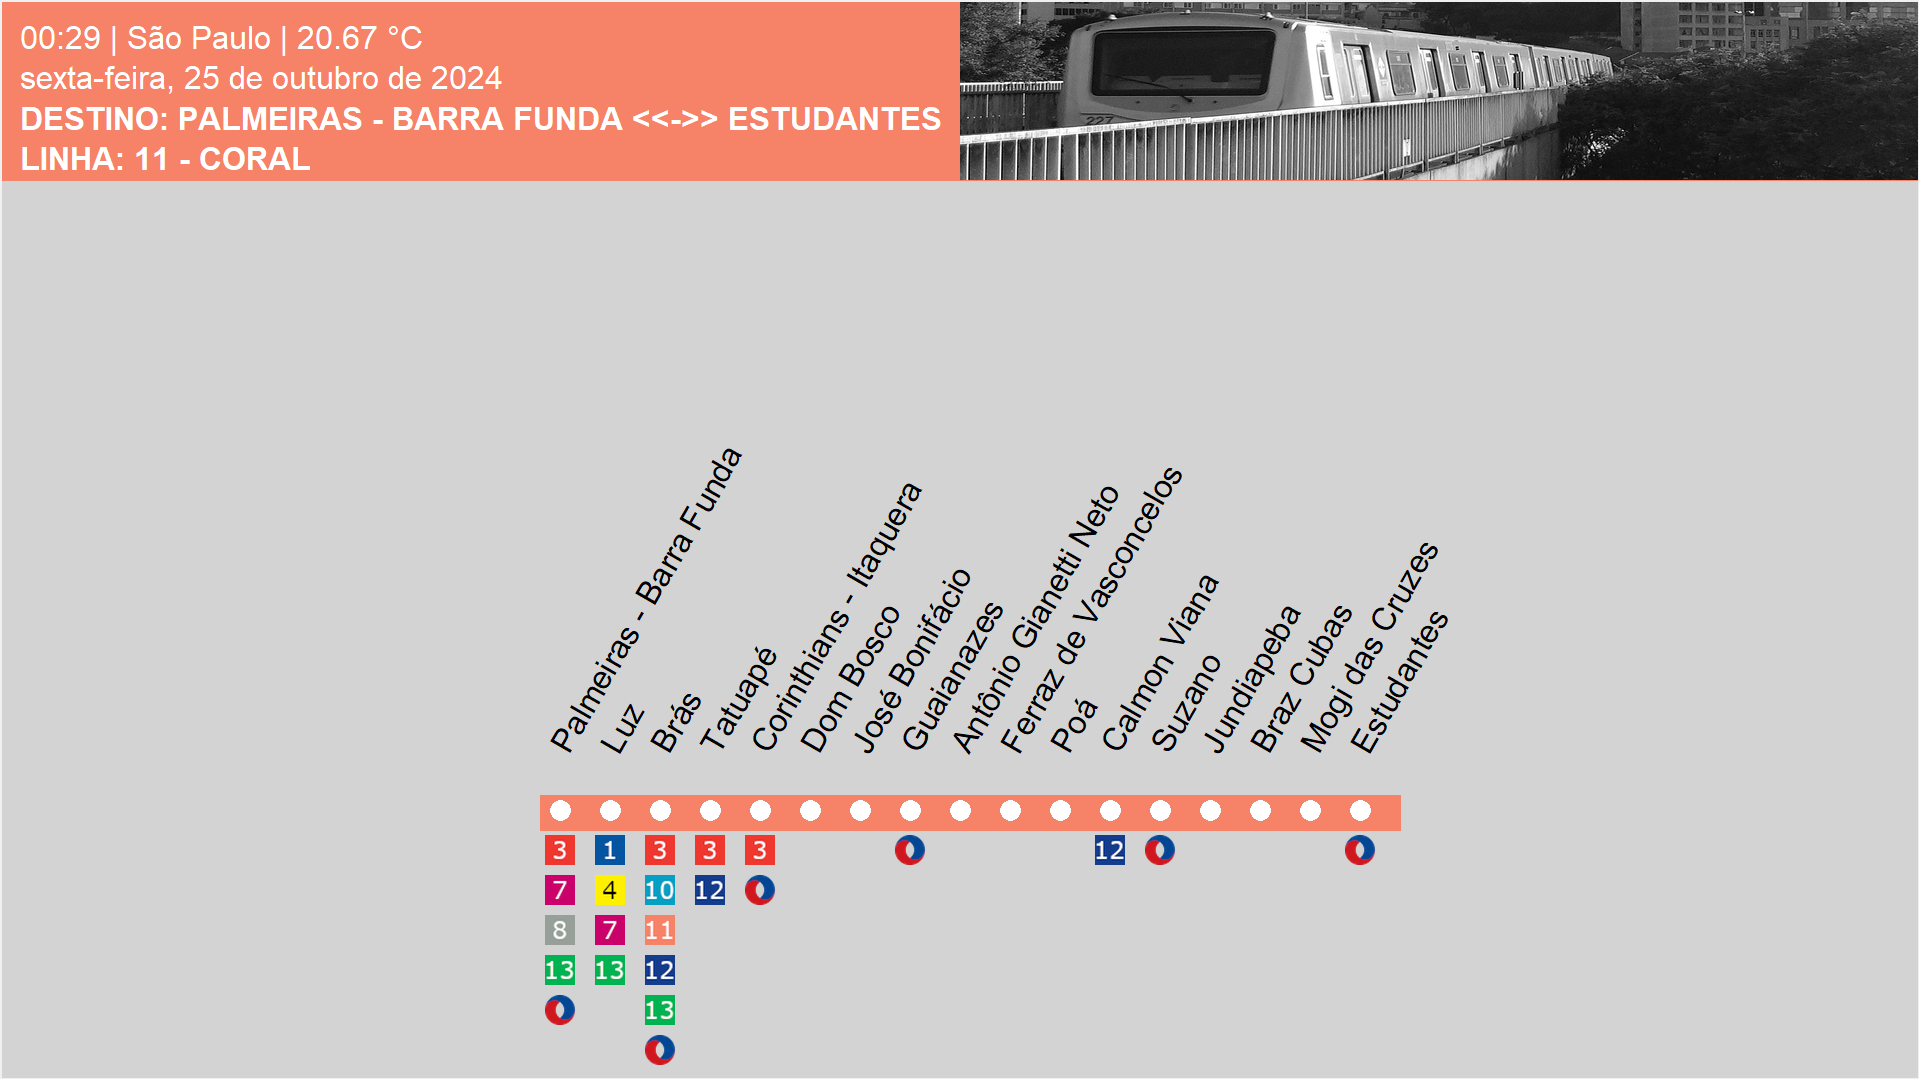 00:29 | São Paulo | 20.67 °C
sexta-feira, 25 de outubro de 2024
DESTINO: PALMEIRAS - BARRA FUNDA <<->> ESTUDANTES
LINHA: 11 - CORAL
227
Palmeiras - Barra Funda
Luz
Brás
Tatuapé
Corinthians - Itaquera
Dom Bosco
José Bonifácio
Guaianazes
Antônio Gianetti Neto
Ferraz de Vasconcelos
Poá
Calmon Viana
Suzano
Jundiapeba
Braz Cubas
Mogi das Cruzes
Estudantes
3 1 3 3 3 12
7 4 10 12
8 7 11
13 13 12
13